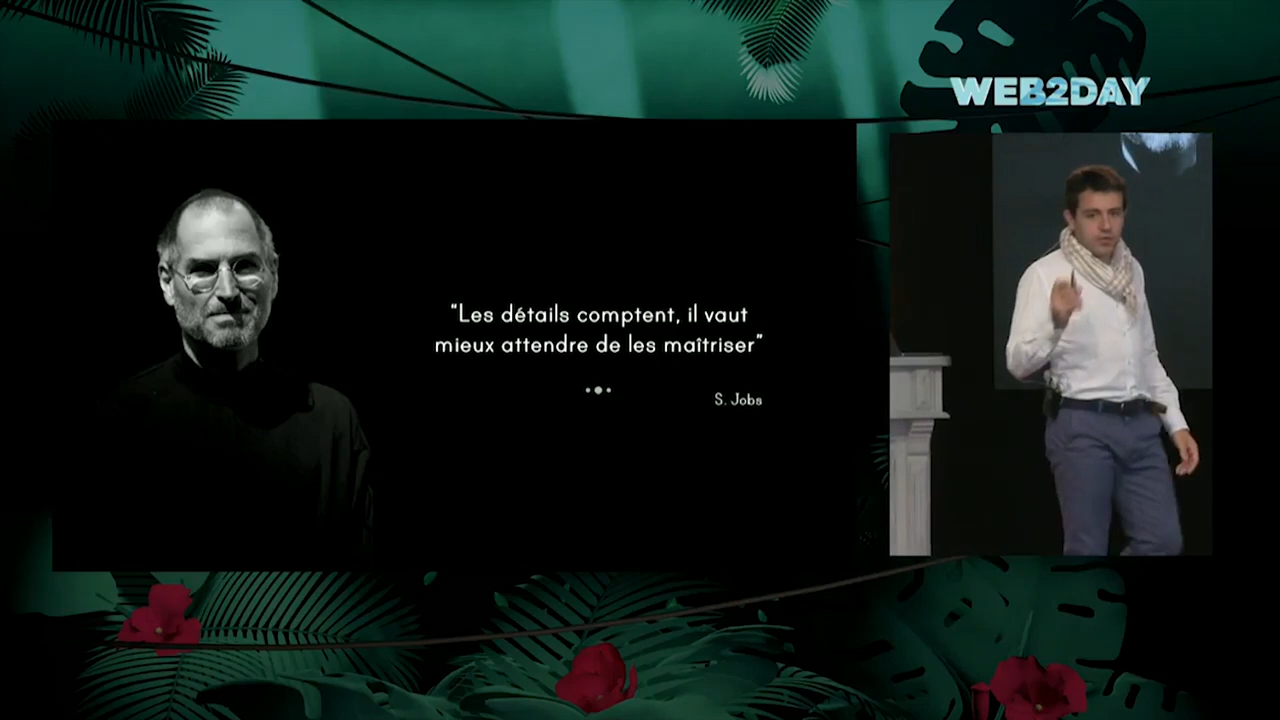 WEB2DAY
“Les détails comptent, il vaut
mieux attendre de les maîtriser”
S. Jobs